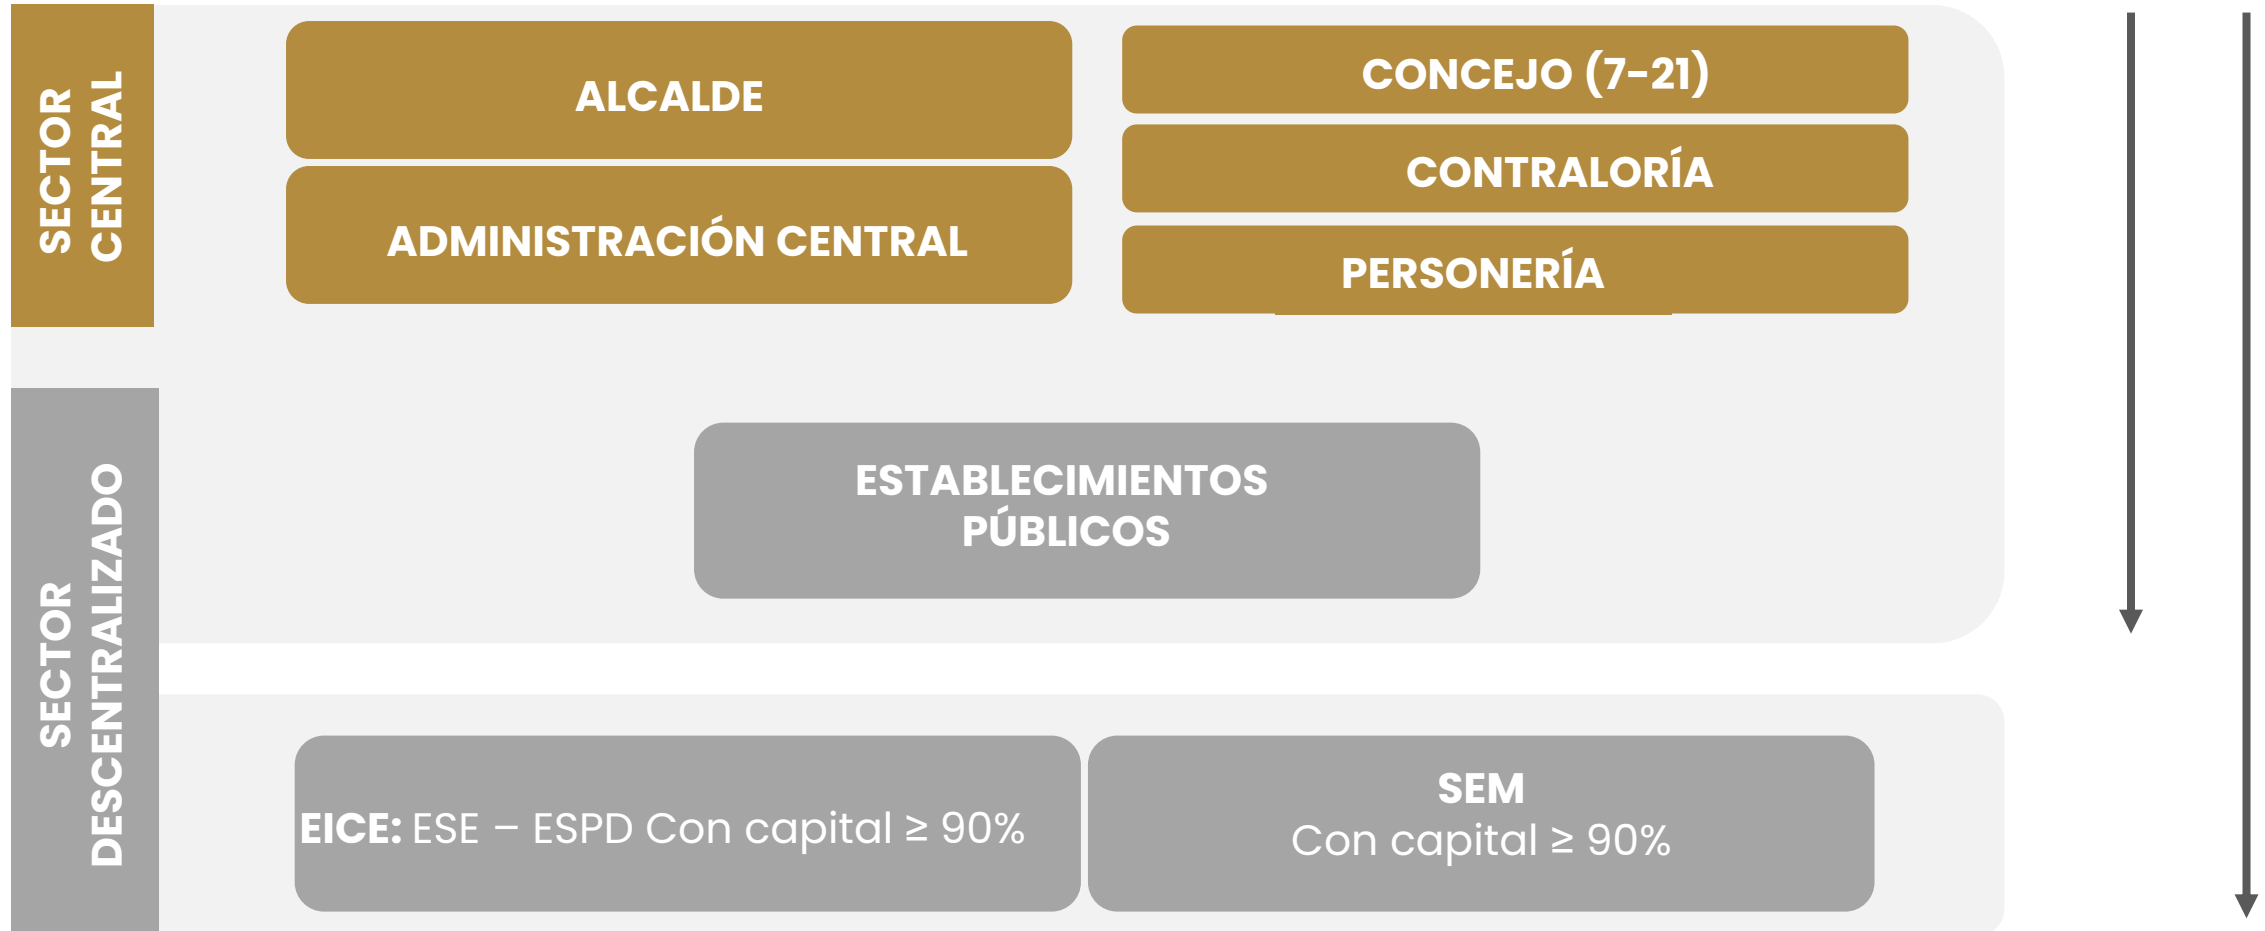 SECTOR
CENTRAL
ALCALDE
ADMINISTRACIÓN CENTRAL
CONCEJO (7-21)
CONTRALORÍA
PERSONERÍA
SECTOR
DESCENTRALIZADO
ESTABLECIMIENTOS
PÚBLICOS
EICE: ESE – ESPD Con capital ≥ 90%
SEM
Con capital ≥ 90%